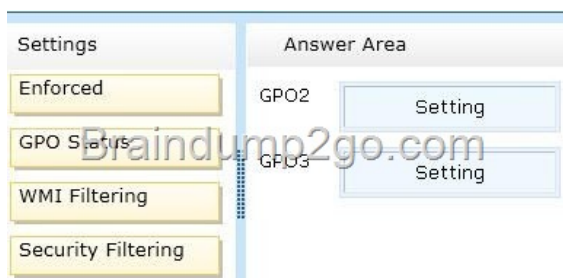 Settings
Enforced
GPO Status
WMI Filtering
Security Filtering
Answer Area
GPO2
Setting
GPO3
Setting
Braindump2go.com